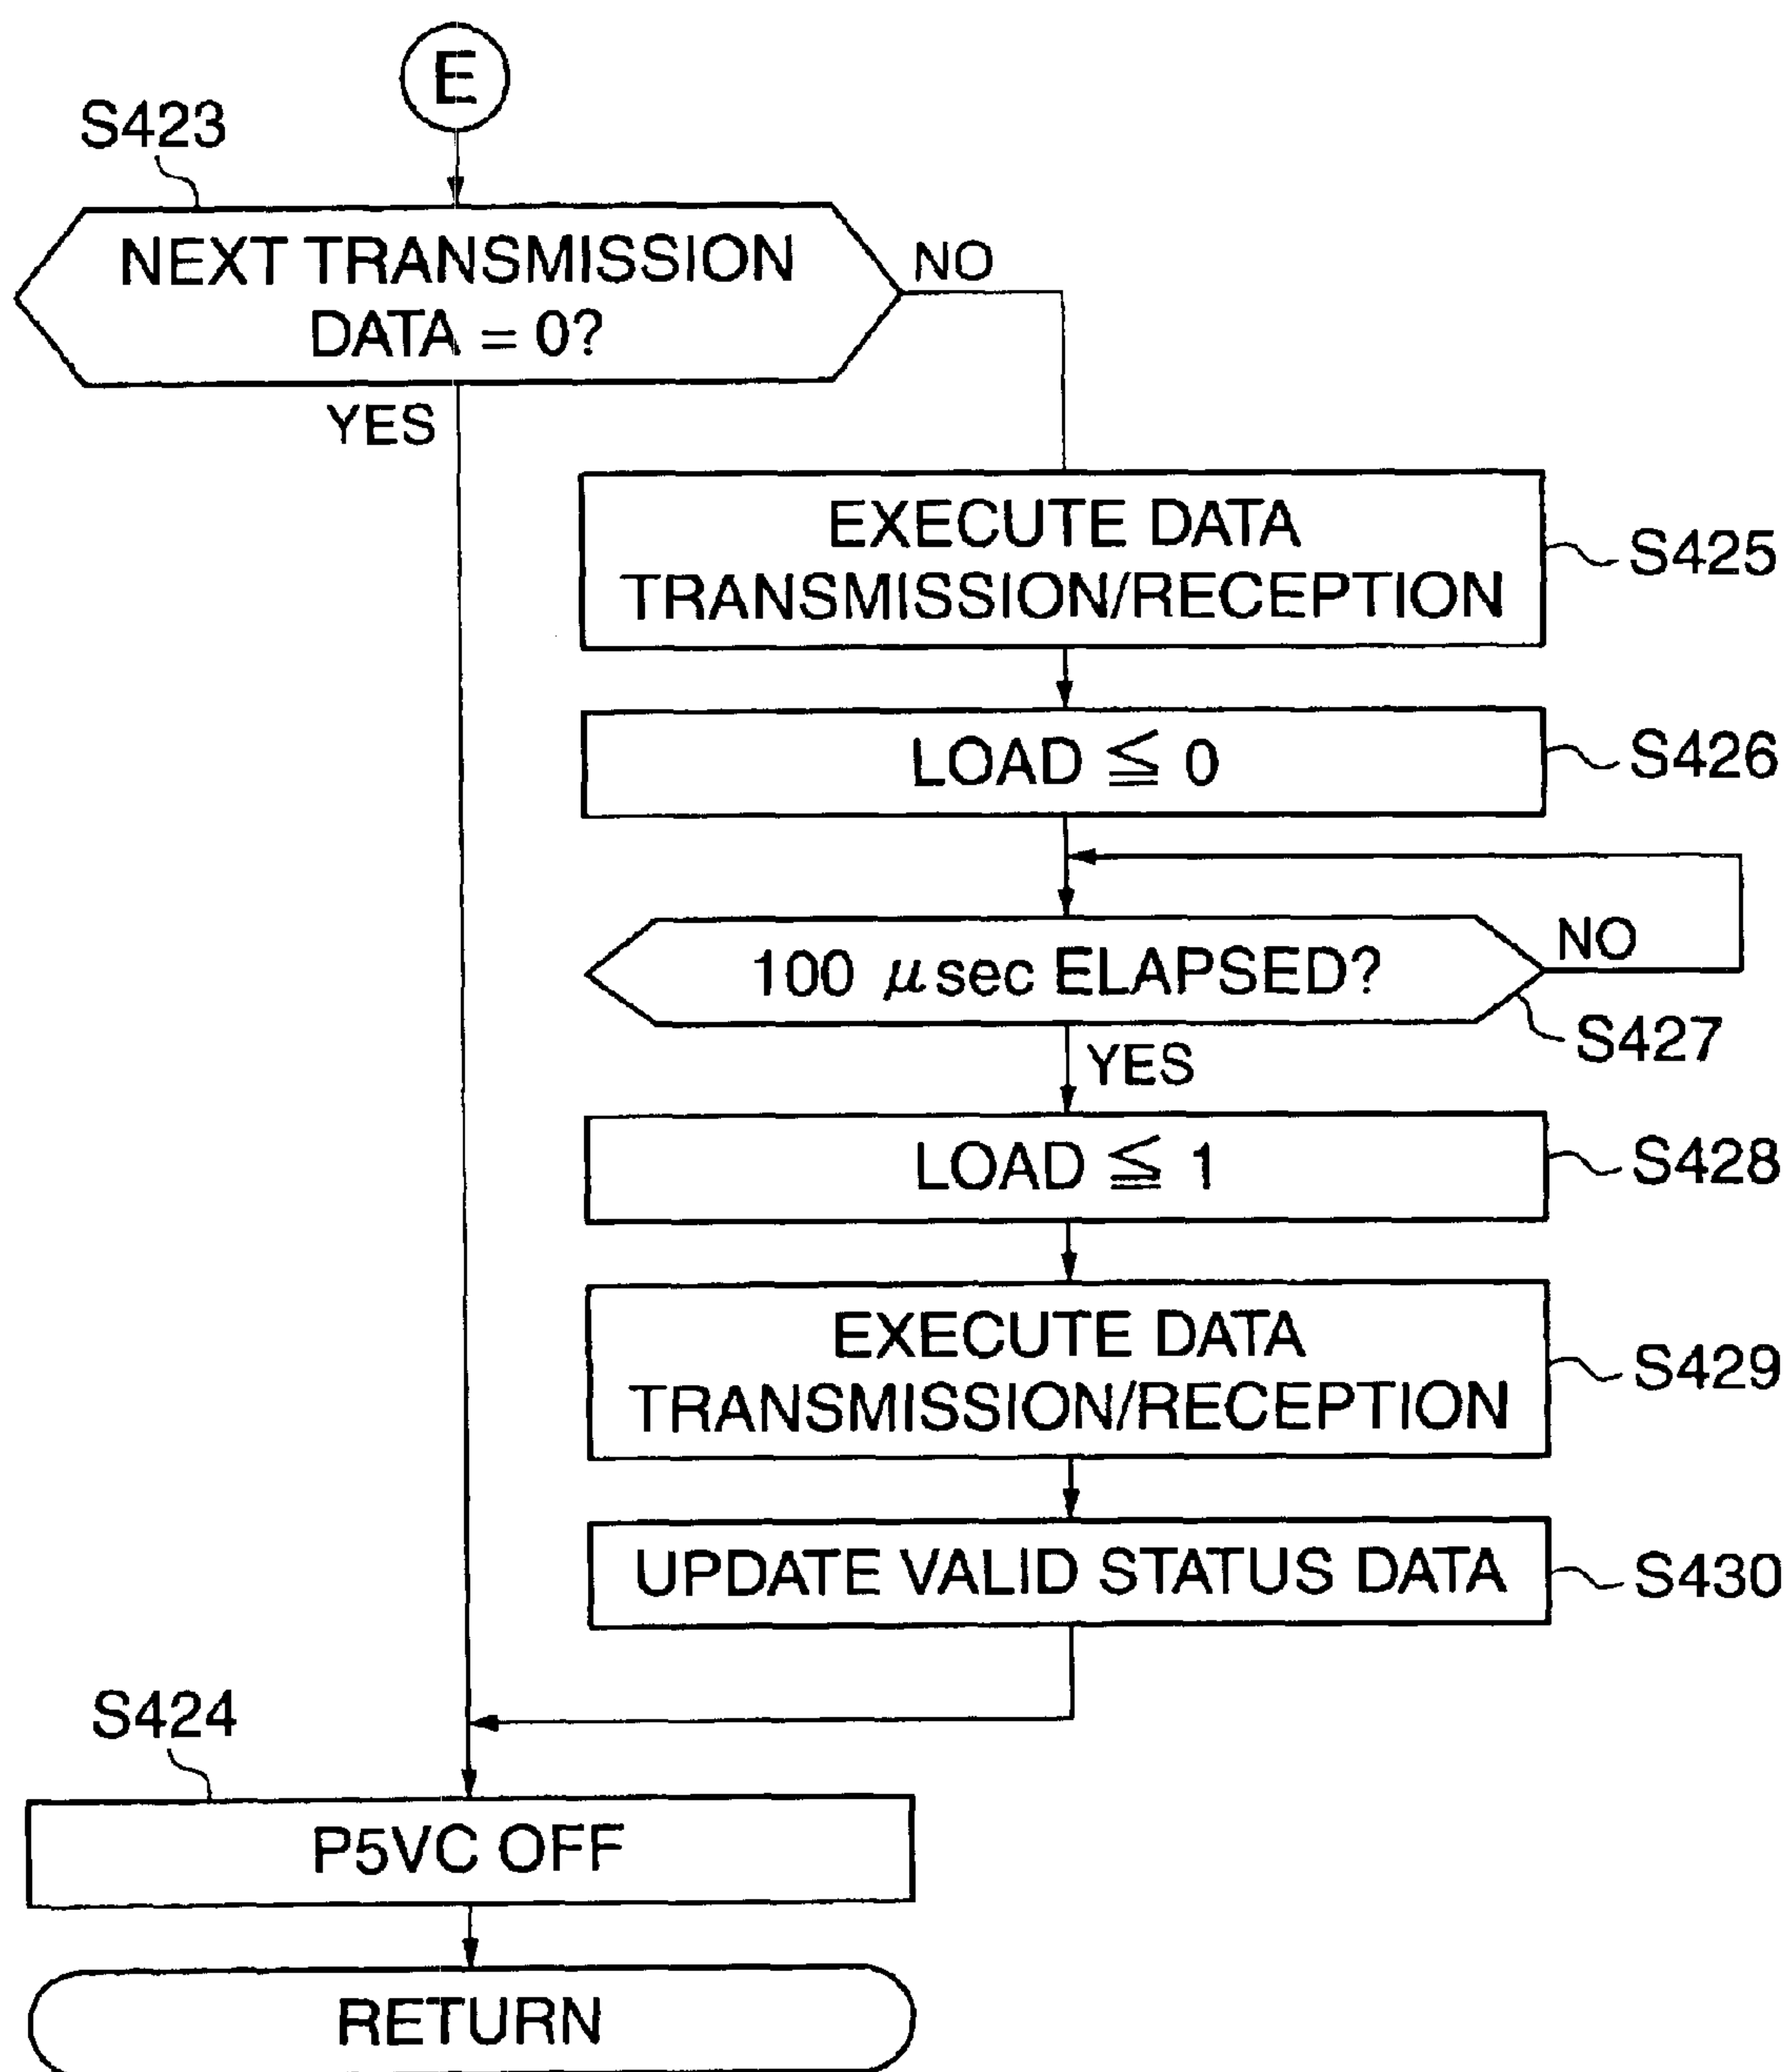 E
S423
NEXT TRANSMISSION
DATA = 0?
NO
YES
EXECUTE DATA
TRANSMISSION/RECEPTION
S425
LOAD ≦ 0
S426
100 μsec ELAPSED?
NO
S427
YES
LOAD ≦ 1
S428
EXECUTE DATA
TRANSMISSION/RECEPTION
S429
UPDATE VALID STATUS DATA
S430
S424
P5VC OFF
RETURN